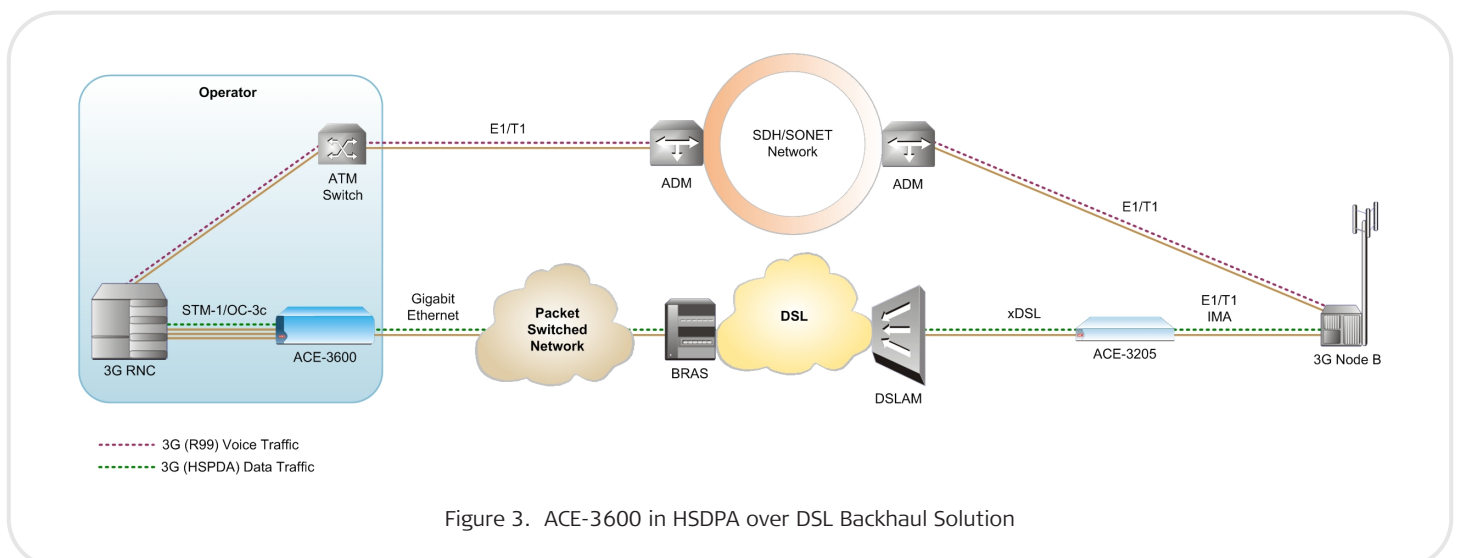 Operator
E1/T1
SDH/SONET
Network
ATM
Switch
ADM
ADM
E1/T1
STM-1/OC-3c
Gigabit
Ethernet
Packet
Switched
Network
DSL
xDSL
E1/T1
IMA
3G RNC
ACE-3600
BRAS
DSLAM
ACE-3205
3G Node B
3G (R99) Voice Traffic
3G (HSPDA) Data Traffic
Figure 3. ACE-3600 in HSDPA over DSL Backhaul Solution